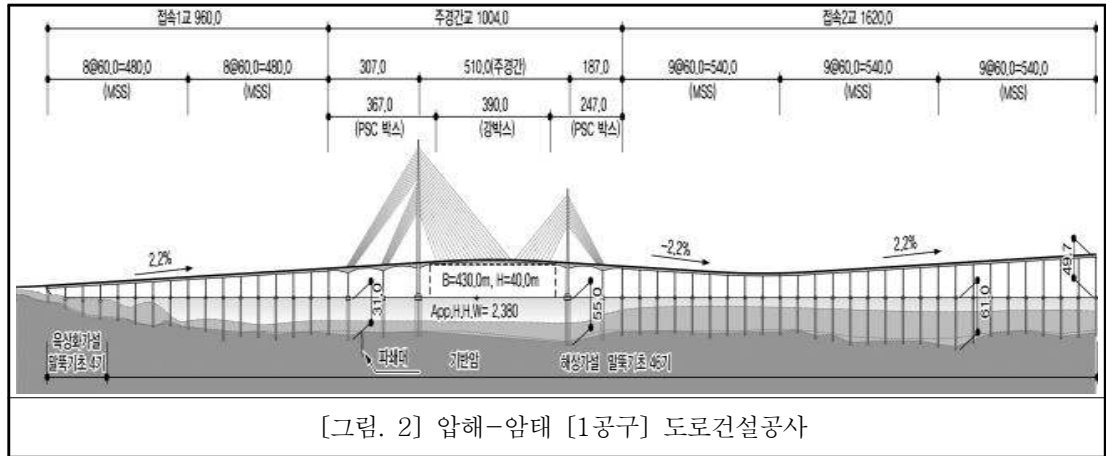 접속1교 960.0 주경간교 1004.0 접속2교 1620.0
8@60.0=480.0 8@60.0=480.0 307.0 510.0(주경간) 187.0 9@60.0=540.0 9@60.0=540.0 9@60.0=540.0
(MSS) (MSS) (MSS) (MSS) (MSS)
367.0 390.0 247.0
(PSC 박스) (강박스) (PSC 박스)
2.2% -2.2% 2.2%
49.7
B=430.0m, H=40.0m
31.0 55.0 61.0
App.H.H.W= 2.380
육상화가설
말뚝기초 4기
파쇄대 기반암 해상가설 말뚝기초 46기
[그림. 2] 압해-암태 [1공구] 도로건설공사